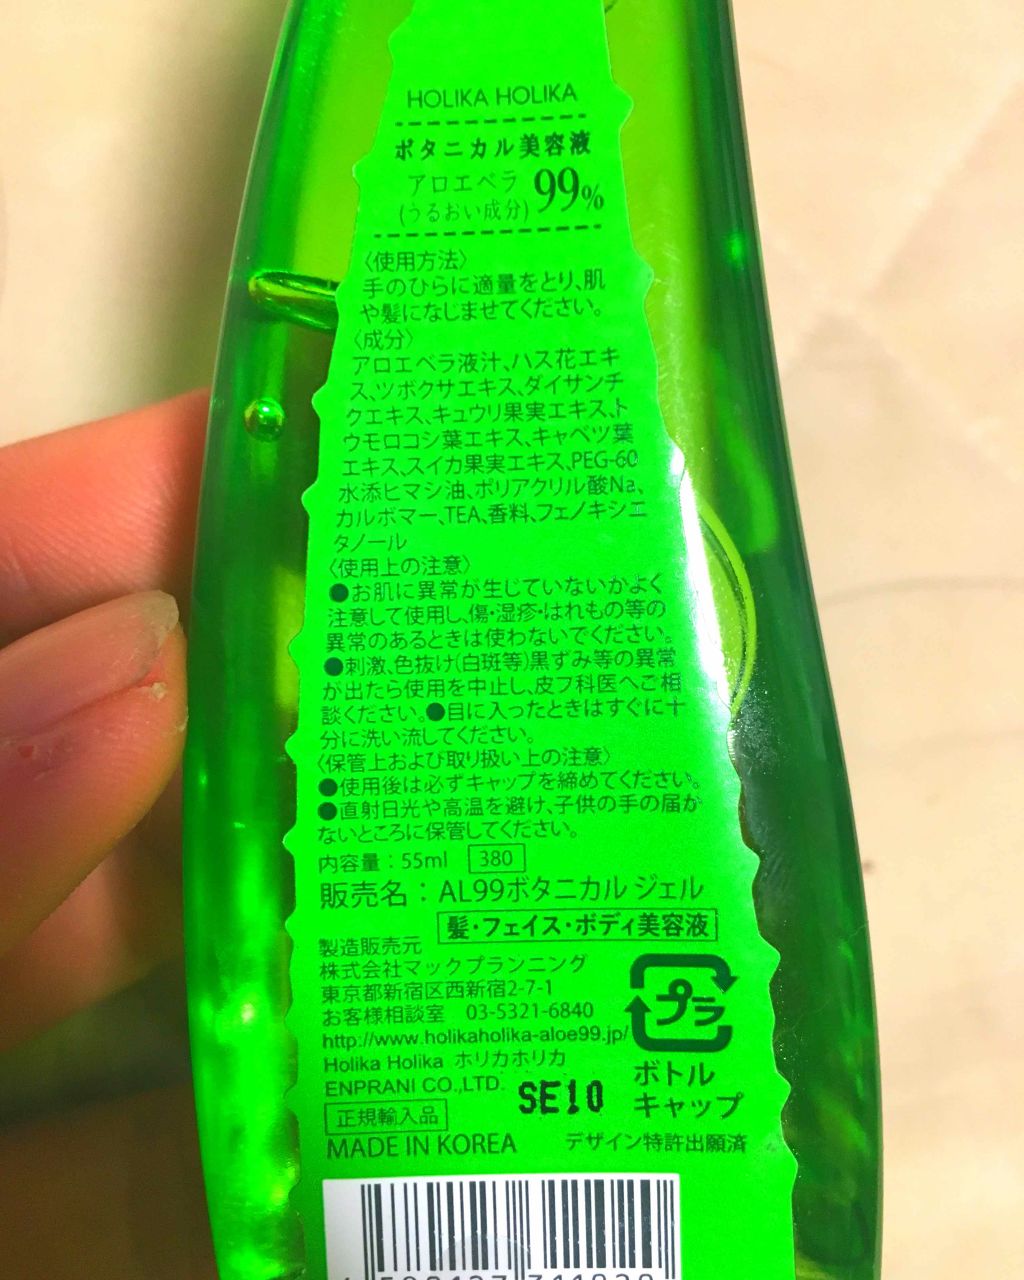 HOLIKA HOLIKA
ボタニカル美容液
アロエベラ 99%
(うるおい成分)
〈使用方法〉
手のひらに適量をとり、肌
や髪になじませてください。
〈成分〉
アロエベラ液汁、ハス花エキ
ス、ツボクサエキス、ダイサンチ
クエキス、キュウリ果実エキス、ト
ウモロコシ葉エキス、キャベツ葉
エキス、スイカ果実エキス、PEG-60
水添ヒマシ油、ポリアクリル酸Na、
カルボマー、TEA、香料、フェノキシエ
タノール
〈使用上の注意〉
●お肌に異常が生じていないかよく
注意して使用し、傷・湿疹・はれもの等の
異常のあるときは使わないでください。
●刺激、色抜け(白斑等)黒ずみ等の異常
が出たら使用を中止し、皮フ科医へご相
談ください。●目に入ったときはすぐに十
分に洗い流してください。
〈保管上および取り扱い上の注意〉
●使用後は必ずキャップを締めてください。
●直射日光や高温を避け、子供の手の届か
ないところに保管してください。
内容量：55ml 380
販売名：AL99ボタニカル ジェル
髪・フェイス・ボディ美容液
製造販売元
株式会社マックプランニング
東京都新宿区西新宿2-7-1
お客様相談室 03-5321-6840
http://www.holikaholika-aloe99.jp/
Holika Holika ホリカホリカ
ENPRANI CO.,LTD.
正規輸入品
MADE IN KOREA
SE10
プラ
ボトル
キャップ
デザイン特許出願済